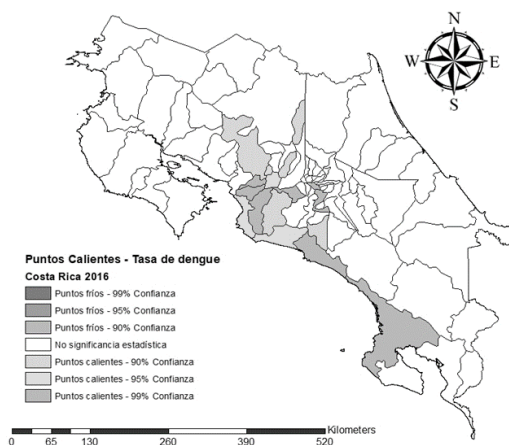 N
W E
S
Puntos Calientes - Tasa de dengue
Costa Rica 2016
Puntos fríos - 99% Confianza
Puntos fríos - 95% Confianza
Puntos fríos - 90% Confianza
No significancia estadística
Puntos calientes - 90% Confianza
Puntos calientes - 95% Confianza
Puntos calientes - 99% Confianza
Kilometers
0 65 130 260 390 520